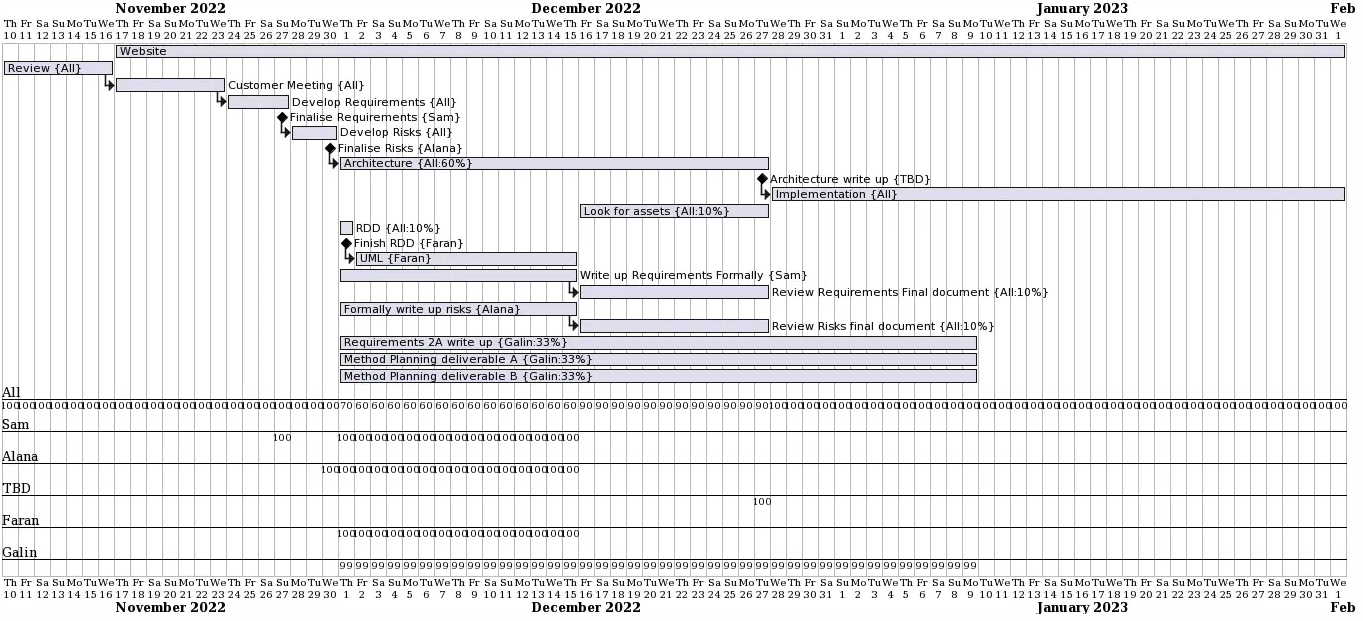 November 2022 December 2022 January 2023 Feb
Th Fr Sa Su Mo Tu We Th Fr Sa Su Mo Tu We Th Fr Sa Su Mo Tu We Th Fr Sa Su Mo Tu We Th Fr Sa Su Mo Tu We Th Fr Sa Su Mo Tu We Th Fr Sa Su Mo Tu We Th Fr Sa Su Mo Tu We Th Fr Sa Su Mo Tu We Th Fr Sa Su Mo Tu We Th Fr Sa Su Mo Tu We Th Fr Sa Su Mo Tu We
10 11 12 13 14 15 16 17 18 19 20 21 22 23 24 25 26 27 28 29 30 1 2 3 4 5 6 7 8 9 10 11 12 13 14 15 16 17 18 19 20 21 22 23 24 25 26 27 28 29 30 31 1 2 3 4 5 6 7 8 9 10 11 12 13 14 15 16 17 18 19 20 21 22 23 24 25 26 27 28 29 30 31 1
Website
Review {All}
Customer Meeting {All}
Develop Requirements {All}
Finalise Requirements {Sam}
Develop Risks {All}
Finalise Risks {Alana}
Architecture {All:60%}
Architecture write up {TBD}
Implementation {All}
Look for assets {All:10%}
RDD {All:10%}
Finish RDD {Faran}
UML {Faran}
Write up Requirements Formally {Sam}
Review Requirements Final document {All:10%}
Formally write up risks {Alana}
Review Risks final document {All:10%}
Requirements 2A write up {Galin:33%}
Method Planning deliverable A {Galin:33%}
Method Planning deliverable B {Galin:33%}
All
100 100 100 100 100 100 100 100 100 100 100 100 100 100 100 100 100 100 100 100 100 70 60 60 60 60 60 60 60 60 60 60 60 60 60 60 90 90 90 90 90 90 90 90 90 90 90 90 100 100 100 100 100 100 100 100 100 100 100 100 100 100 100 100 100 100 100 100 100 100 100 100 100 100 100 100 100 100 100 100 100 100 100 100
Sam
100 100 100 100 100 100 100 100 100 100 100 100 100 100 100 100
Alana
100 100 100 100 100 100 100 100 100 100 100 100 100 100 100 100
TBD
100
Faran
100 100 100 100 100 100 100 100 100 100 100 100 100 100 100
Galin
99 99 99 99 99 99 99 99 99 99 99 99 99 99 99 99 99 99 99 99 99 99 99 99 99 99 99 99 99 99 99 99 99 99 99 99 99 99 99 99
Th Fr Sa Su Mo Tu We Th Fr Sa Su Mo Tu We Th Fr Sa Su Mo Tu We Th Fr Sa Su Mo Tu We Th Fr Sa Su Mo Tu We Th Fr Sa Su Mo Tu We Th Fr Sa Su Mo Tu We Th Fr Sa Su Mo Tu We Th Fr Sa Su Mo Tu We Th Fr Sa Su Mo Tu We Th Fr Sa Su Mo Tu We Th Fr Sa Su Mo Tu We
10 11 12 13 14 15 16 17 18 19 20 21 22 23 24 25 26 27 28 29 30 1 2 3 4 5 6 7 8 9 10 11 12 13 14 15 16 17 18 19 20 21 22 23 24 25 26 27 28 29 30 31 1 2 3 4 5 6 7 8 9 10 11 12 13 14 15 16 17 18 19 20 21 22 23 24 25 26 27 28 29 30 31 1
November 2022 December 2022 January 2023 Feb